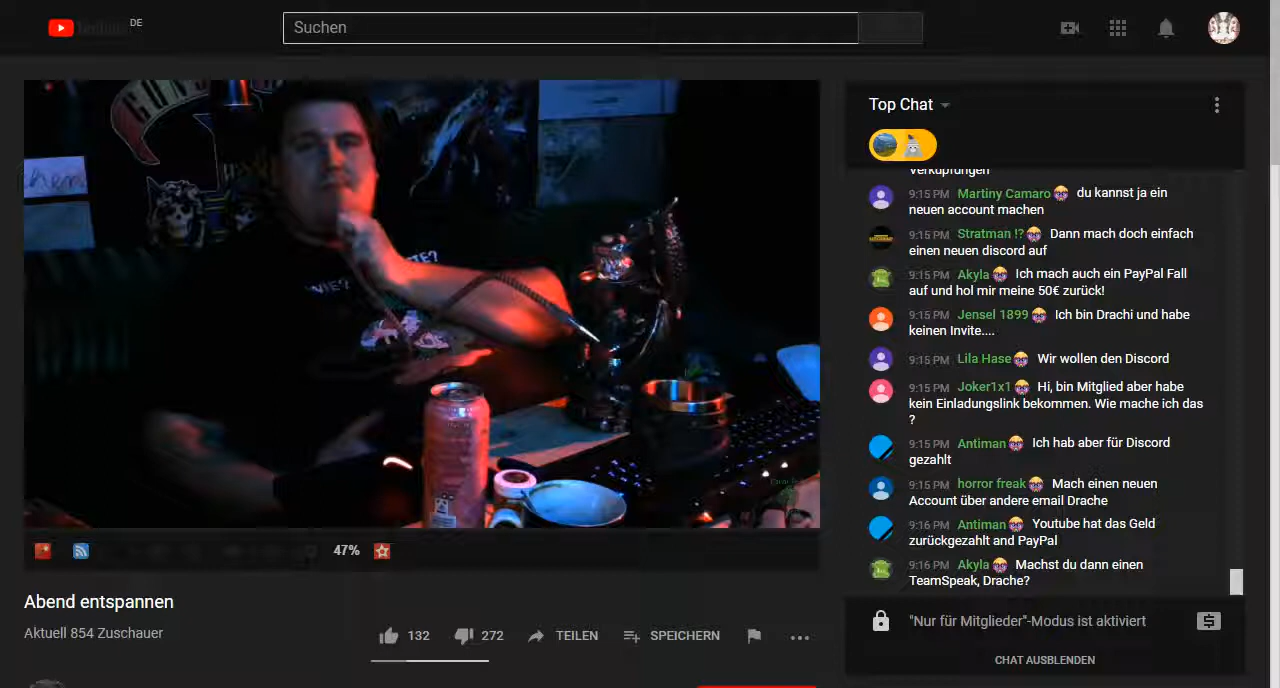 DE
Suchen
Top Chat
verknüpfungen
9:15 PM Martiny Camaro du kannst ja ein
neuen account machen
9:15 PM Stratman !? Dann mach doch einfach
einen neuen discord auf
9:15 PM Akyla Ich mach auch ein PayPal Fall
auf und hol mir meine 50€ zurück!
9:15 PM Jensel 1899 Ich bin Drachi und habe
keinen Invite....
9:15 PM Lila Hase Wir wollen den Discord
9:15 PM Joker1x1 Hi, bin Mitglied aber habe
kein Einladungslink bekommen. Wie mache ich das
?
9:15 PM Antiman Ich hab aber für Discord
gezahlt
9:15 PM horror freak Mach einen neuen
Account über andere email Drache
9:16 PM Antiman Youtube hat das Geld
zurückgezahlt and PayPal
9:16 PM Akyla Machst du dann einen
TeamSpeak, Drache?
"Nur für Mitglieder"-Modus ist aktiviert
CHAT AUSBLENDEN
WIE?
47%
Abend entspannen
Aktuell 854 Zuschauer
132
272
TEILEN
SPEICHERN